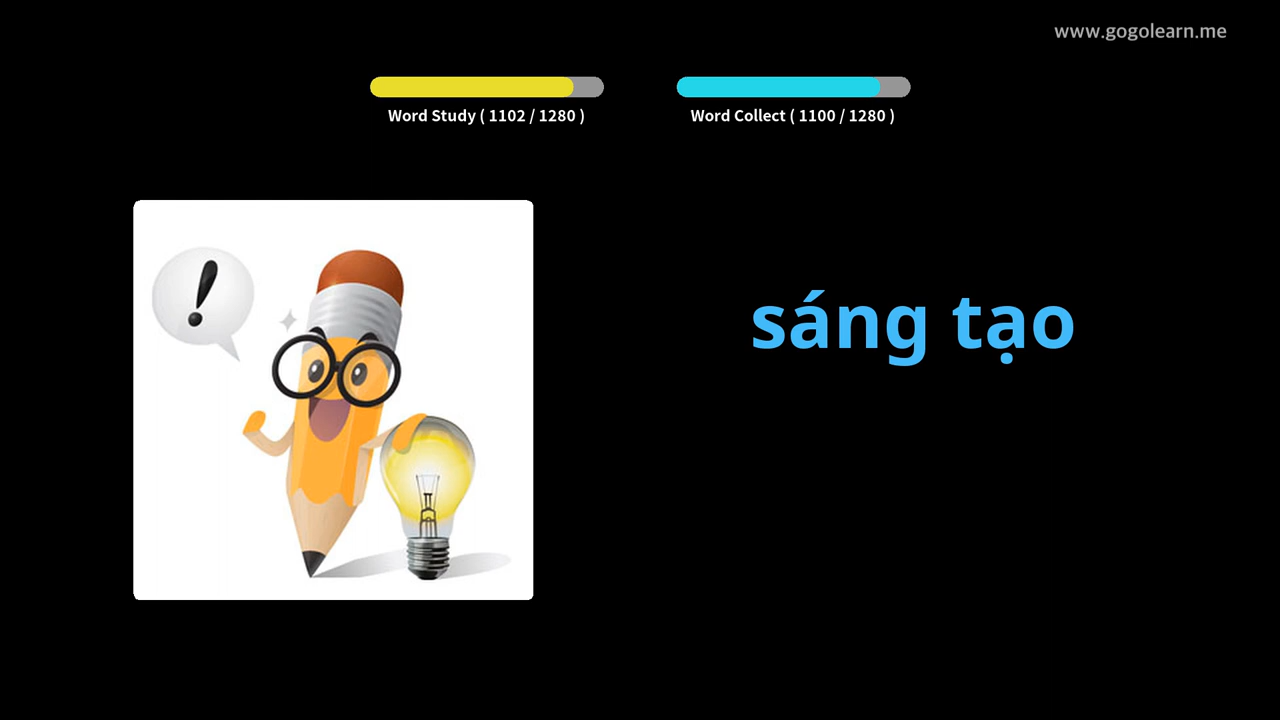 www.gogolearn.me
Word Study ( 1102 / 1280 )
Word Collect ( 1100 / 1280 )
!
sáng tạo